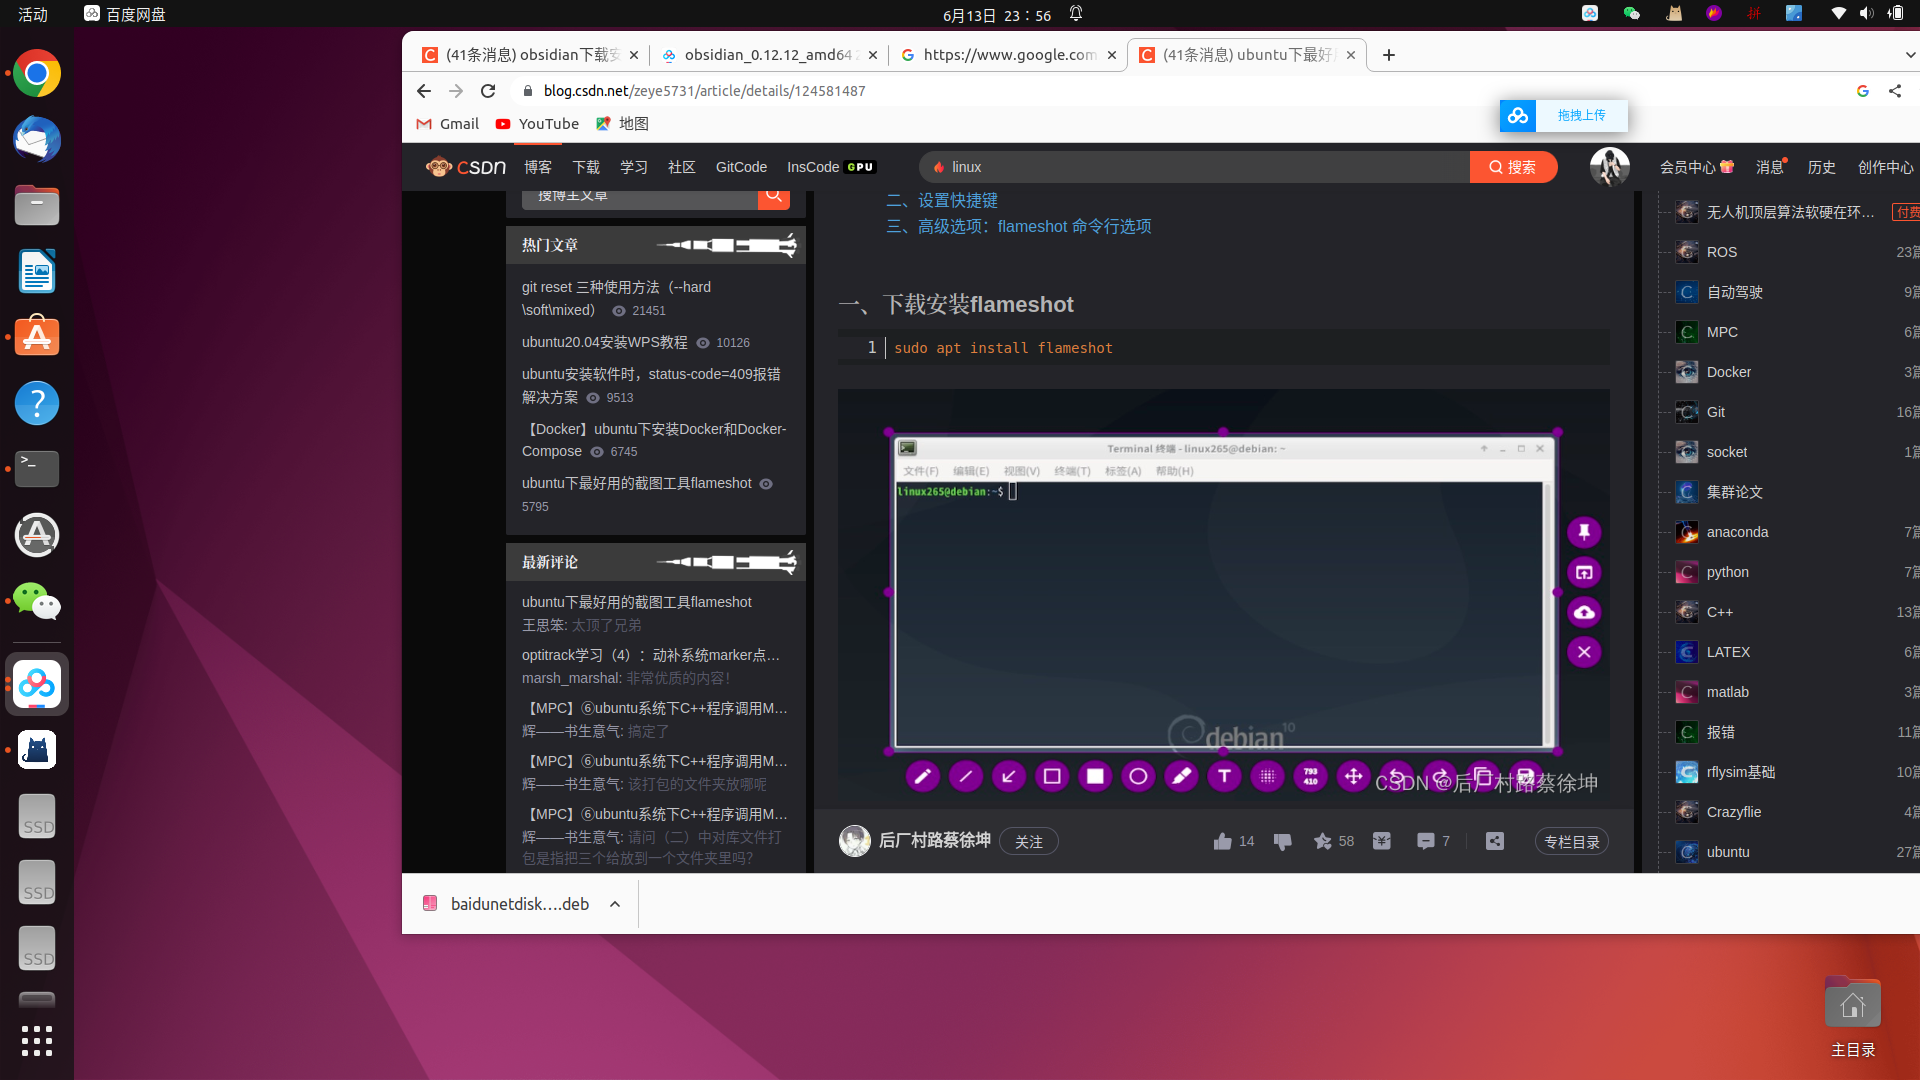 活动 百度网盘 6月13日 23：56
(41条消息) obsidian下载安 obsidian_0.12.12_amd64 https://www.google.com (41条消息) ubuntu下最好用
blog.csdn.net/zeye5731/article/details/124581487
Gmail YouTube 地图
拖拽上传
CSDN 博客 下载 学习 社区 GitCode InsCode GPU linux 搜索 会员中心 消息 历史 创作中心
搜博主文章
热门文章
git reset 三种使用方法（--hard
\soft\mixed） 21451
ubuntu20.04安装WPS教程 10126
ubuntu安装软件时，status-code=409报错
解决方案 9513
【Docker】ubuntu下安装Docker和Docker-
Compose 6745
ubuntu下最好用的截图工具flameshot
5795
最新评论
ubuntu下最好用的截图工具flameshot
王思笨: 太顶了兄弟
optitrack学习（4）：动补系统marker点…
marsh_marshal: 非常优质的内容！
【MPC】⑥ubuntu系统下C++程序调用M…
辉——书生意气: 搞定了
【MPC】⑥ubuntu系统下C++程序调用M…
辉——书生意气: 该打包的文件夹放哪呢
【MPC】⑥ubuntu系统下C++程序调用M…
辉——书生意气: 请问（二）中对库文件打
包是指把三个给放到一个文件夹里吗？
二、设置快捷键
三、高级选项：flameshot 命令行选项
一、下载安装flameshot
1 sudo apt install flameshot
Terminal 终端 - linux265@debian: ~
文件(F) 编辑(E) 视图(V) 终端(T) 标签(A) 帮助(H)
linux265@debian:~$
debian 10
T 793
410
CSDN @后厂村路蔡徐坤
后厂村路蔡徐坤 关注 14 58 7 专栏目录
无人机顶层算法软硬在环… 付费
ROS 23篇
自动驾驶 9篇
MPC 6篇
Docker 3篇
Git 16篇
socket 1篇
集群论文
anaconda 7篇
python 7篇
C++ 13篇
LATEX 6篇
matlab 3篇
报错 11篇
rflysim基础 10篇
Crazyflie 4篇
ubuntu 27篇
baidunetdisk….deb
SSD
SSD
SSD
主目录